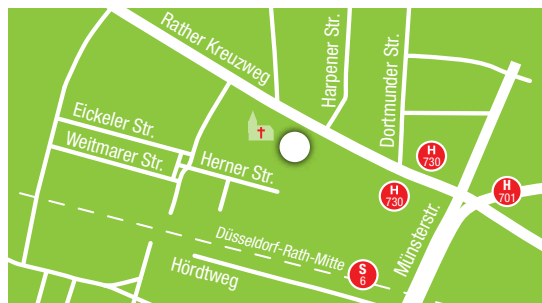 Rather Kreuzweg
Harpener Str.
Dortmunder Str.
Eickeler Str.
Weitmarer Str.
Herner Str.
H
730
H
730
H
701
Münsterstr.
Düsseldorf-Rath-Mitte
S
6
Hördtweg